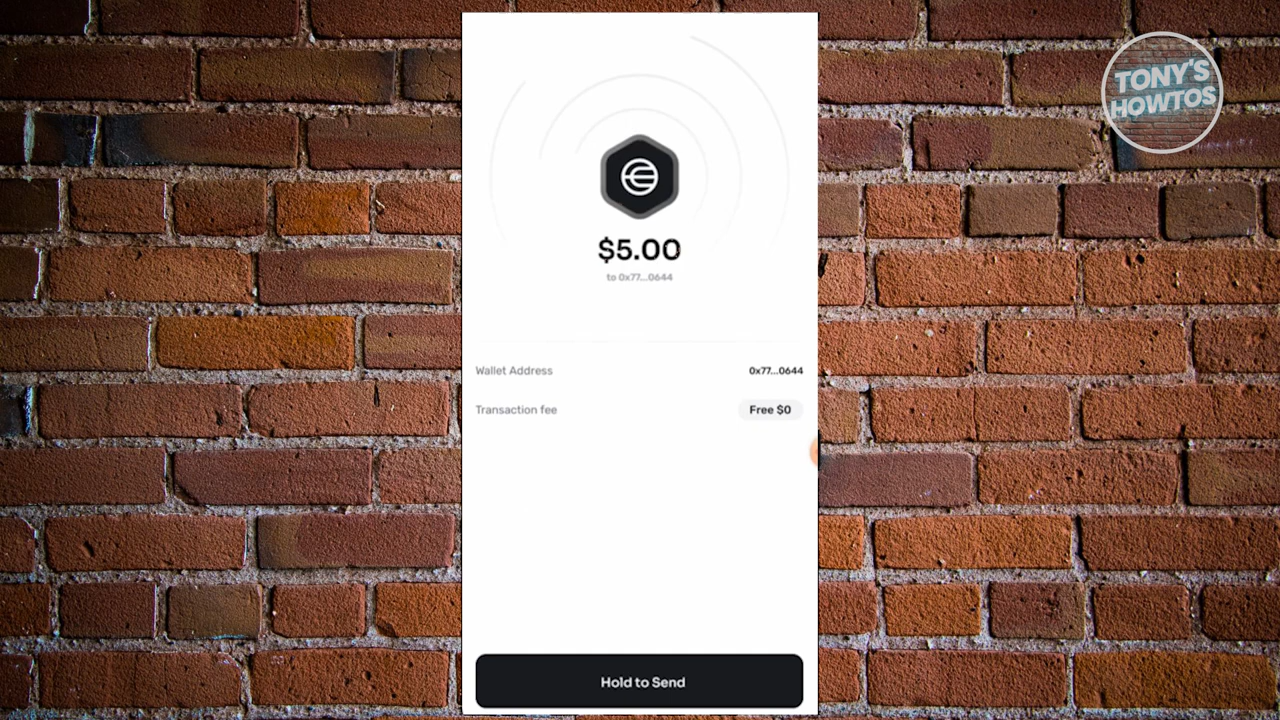 TONY'S
HOWTOS
$5.00
to 0x77...0644
Wallet Address 0x77...0644
Transaction fee Free $0
Hold to Send